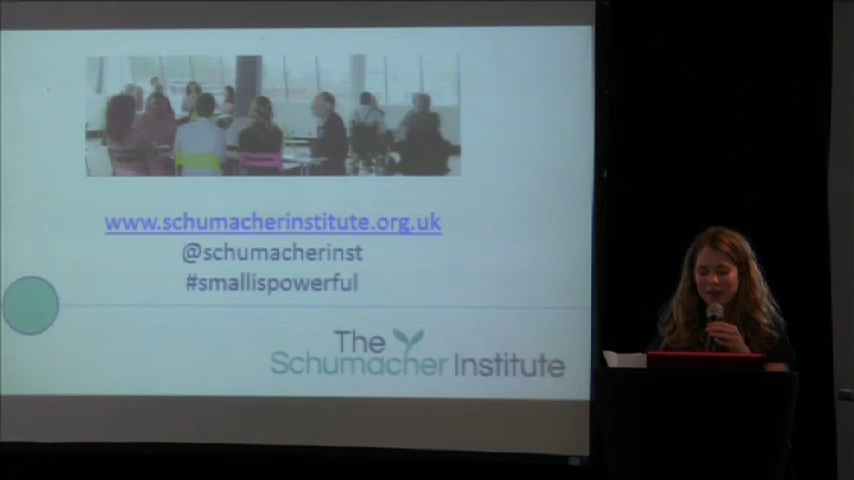 www.schumacherinstitute.org.uk
@schumacherinst
#smallispowerful
The
Schumacher Institute